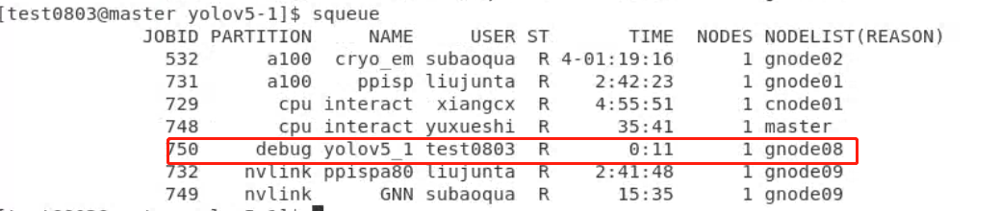 [test0803@master yolov5-1]$ squeue
JOBID PARTITION NAME USER ST TIME NODES NODELIST(REASON)
532 a100 cryo_em subaoqua R 4-01:19:16 1 gnode02
731 a100 ppisp liujunta R 2:42:23 1 gnode01
729 cpu interact xiangcx R 4:55:51 1 cnode01
748 cpu interact yuxueshi R 35:41 1 master
750 debug yolov5_1 test0803 R 0:11 1 gnode08
732 nvlink ppispa80 liujunta R 2:41:48 1 gnode09
749 nvlink GNN subaoqua R 15:35 1 gnode09